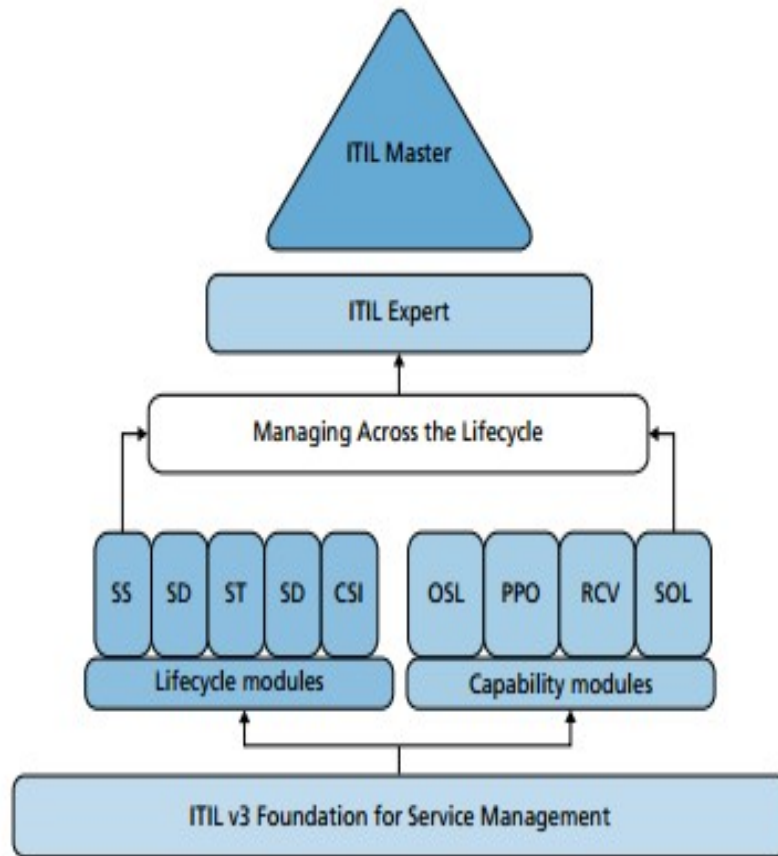 ITIL Master
ITIL Expert
Managing Across the Lifecycle
SS SD ST SD CSI OSL PPO RCV SOL
Lifecycle modules Capability modules
ITIL v3 Foundation for Service Management